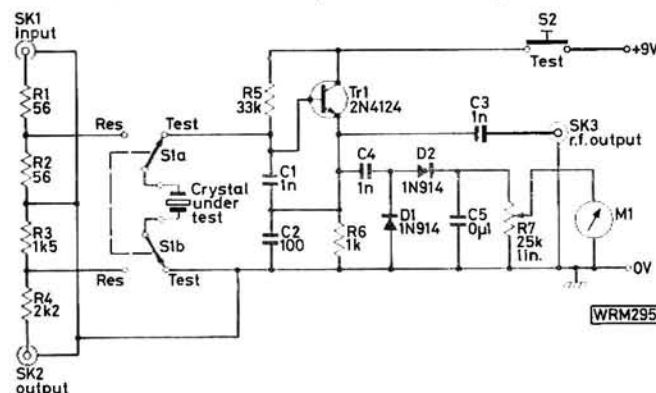 SK1
input
R1
56
R2
56
R3
1k5
R4
2k2
SK2
output
Res
Test
S1a
Crystal
under
test
S1b
Res
Test
R5
33k
C1
1n
C2
100
Tr1
2N4124
R6
1k
C4
1n
D2
1N914
D1
1N914
C5
0µ1
R7
25k
lin.
C3
1n
SK3
r.f. output
M1
S2
Test
+9V
0V
WRM295